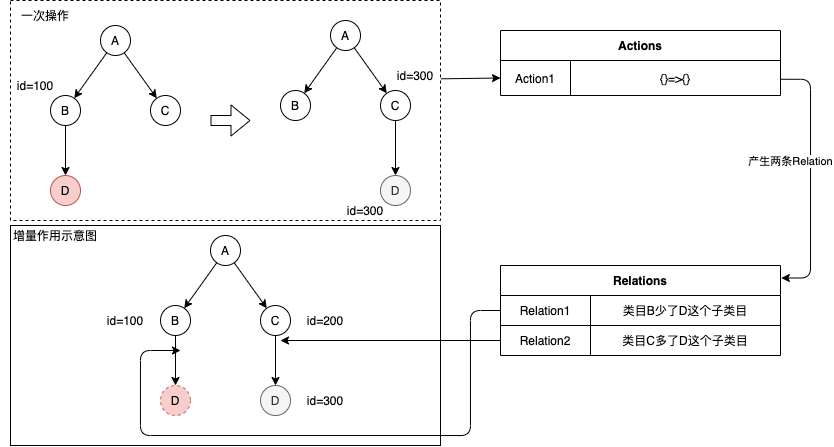 一次操作
A
id=100
B
C
D
A
id=300
B
C
D
id=300
Actions
Action1
{}=>{}
产生两条Relation
增量作用示意图
A
id=100
B
C
id=200
D
D
id=300
Relations
Relation1
类目B少了D这个子类目
Relation2
类目C多了D这个子类目